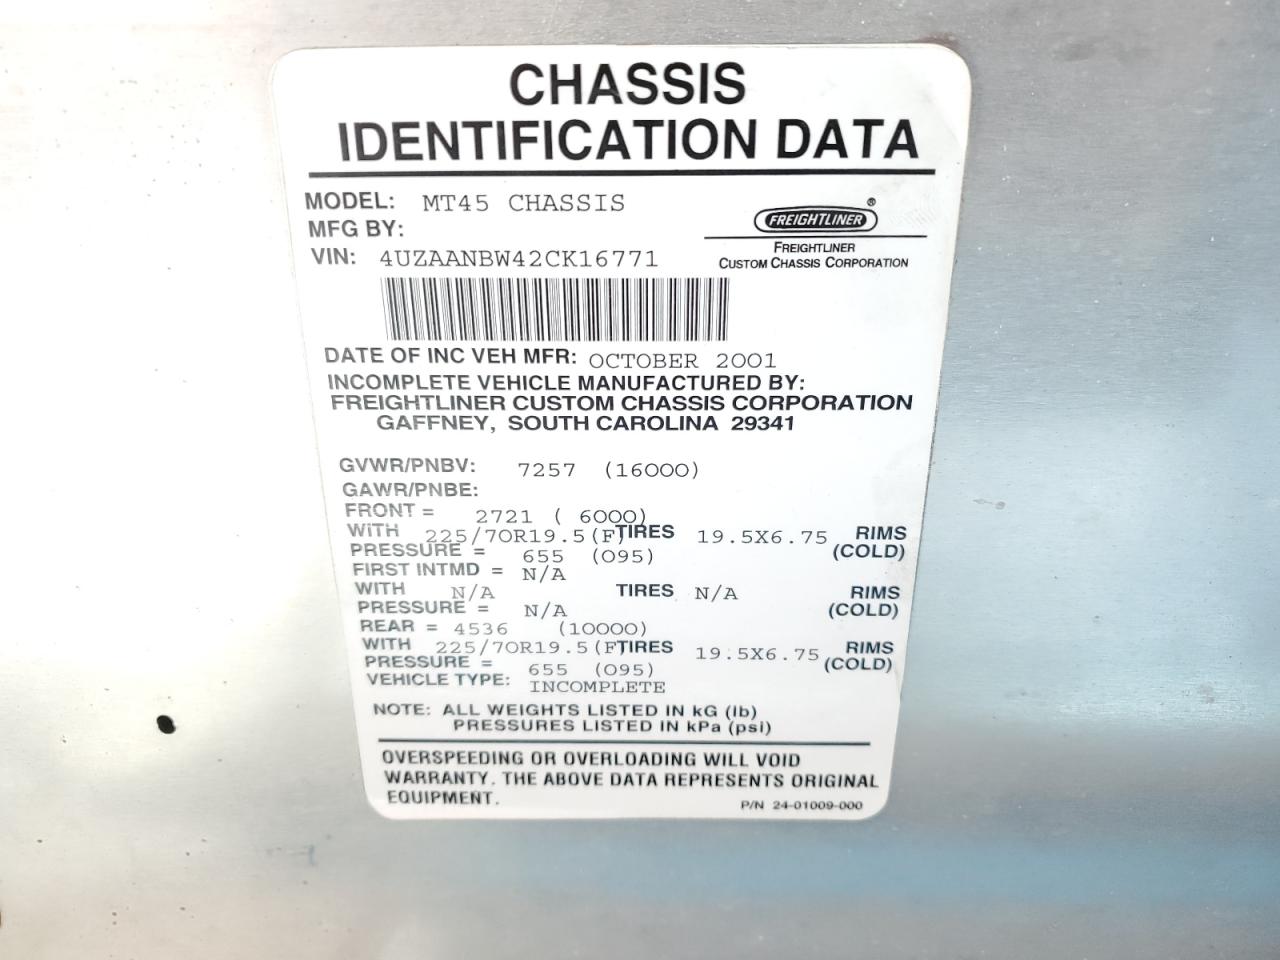 CHASSIS
IDENTIFICATION DATA
MODEL: MT45 CHASSIS
MFG BY:
VIN: 4UZAANBW42CK16771
FREIGHTLINER ®
FREIGHTLINER
CUSTOM CHASSIS CORPORATION
DATE OF INC VEH MFR: OCTOBER 2001
INCOMPLETE VEHICLE MANUFACTURED BY:
FREIGHTLINER CUSTOM CHASSIS CORPORATION
GAFFNEY, SOUTH CAROLINA 29341
GVWR/PNBV: 7257 (16000)
GAWR/PNBE:
FRONT = 2721 ( 6000)
WITH 225/70R19.5(F) TIRES 19.5X6.75 RIMS
PRESSURE = 655 (095) (COLD)
FIRST INTMD = N/A
WITH N/A TIRES N/A RIMS
PRESSURE = N/A (COLD)
REAR = 4536 (10000)
WITH 225/70R19.5(F) TIRES 19.5X6.75 RIMS
PRESSURE = 655 (095) (COLD)
VEHICLE TYPE: INCOMPLETE
NOTE: ALL WEIGHTS LISTED IN kG (lb)
PRESSURES LISTED IN kPa (psi)
OVERSPEEDING OR OVERLOADING WILL VOID
WARRANTY. THE ABOVE DATA REPRESENTS ORIGINAL
EQUIPMENT.
P/N 24-01009-000